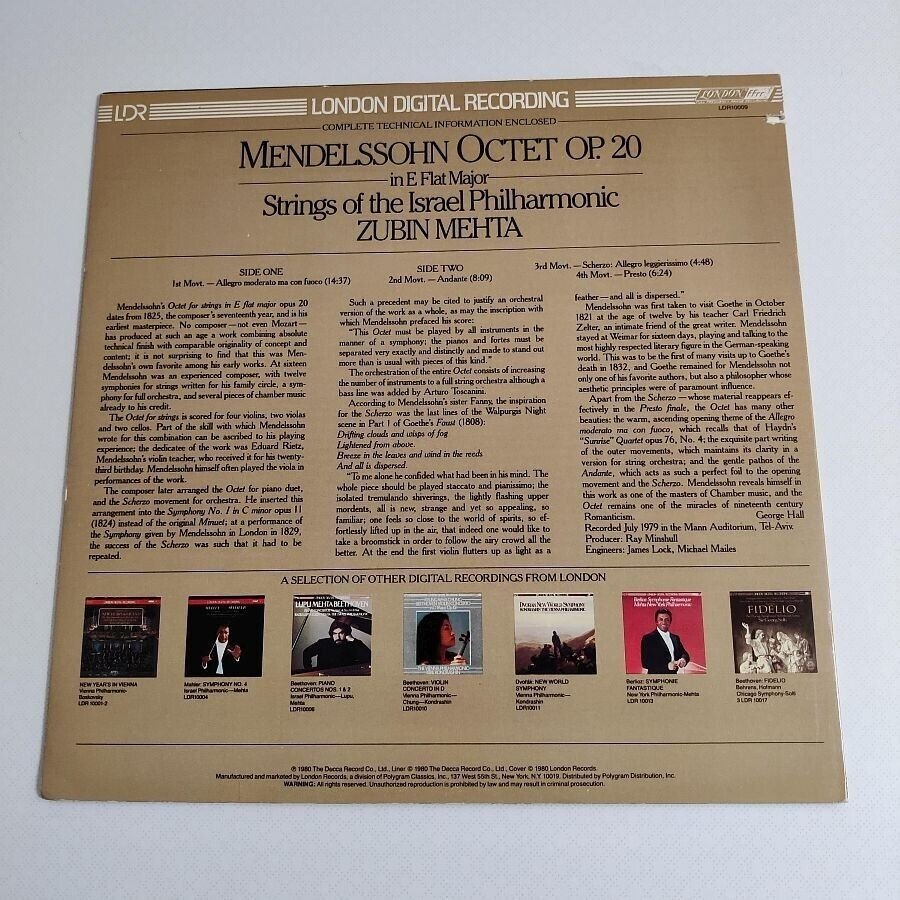 LDR
LONDON DIGITAL RECORDING
LONDON ffrr
LDR10009
COMPLETE TECHNICAL INFORMATION ENCLOSED
MENDELSSOHN OCTET OP. 20
in E Flat Major
Strings of the Israel Philharmonic
ZUBIN MEHTA
SIDE ONE
1st Movt. — Allegro moderato ma con fuoco (14:37)
SIDE TWO
2nd Movt. — Andante (8:09)
3rd Movt. — Scherzo: Allegro leggierissimo (4:48)
4th Movt. — Presto (6:24)
Mendelssohn's Octet for strings in E flat major opus 20
dates from 1825, the composer's seventeenth year, and is his
earliest masterpiece. No composer — not even Mozart —
has produced at such an age a work combining absolute
technical finish with comparable originality of concept and
content; it is not surprising to find that this was Men-
delssohn's own favorite among his early works. At sixteen
Mendelssohn was an experienced composer, with twelve
symphonies for strings written for his family circle, a sym-
phony for full orchestra, and several pieces of chamber music
already to his credit.
The Octet for strings is scored for four violins, two violas
and two cellos. Part of the skill with which Mendelssohn
wrote for this combination can be ascribed to his playing
experience; the dedicatee of the work was Eduard Rietz,
Mendelssohn's violin teacher, who received it for his twenty-
third birthday. Mendelssohn himself often played the viola in
performances of the work.
The composer later arranged the Octet for piano duet,
and the Scherzo movement for orchestra. He inserted this
arrangement into the Symphony No. 1 in C minor opus 11
(1824) instead of the original Minuet; at a performance of
the Symphony given by Mendelssohn in London in 1829,
the success of the Scherzo was such that it had to be
repeated.
Such a precedent may be cited to justify an orchestral
version of the work as a whole, as may the inscription with
which Mendelssohn prefaced his score:
"This Octet must be played by all instruments in the
manner of a symphony; the pianos and fortes must be
separated very exactly and distinctly and made to stand out
more than is usual with pieces of this kind."
The orchestration of the entire Octet consists of increasing
the number of instruments to a full string orchestra although a
bass line was added by Arturo Toscanini.
According to Mendelssohn's sister Fanny, the inspiration
for the Scherzo was the last lines of the Walpurgis Night
scene in Part I of Goethe's Faust (1808):
Drifting clouds and wisps of fog
Lightened from above.
Breeze in the leaves and wind in the reeds
And all is dispersed.
"To me alone he confided what had been in his mind. The
whole piece should be played staccato and pianissimo; the
isolated tremulando shiverings, the lightly flashing upper
mordents, all is new, strange and yet so appealing, so
familiar; one feels so close to the world of spirits, so ef-
fortlessly lifted up in the air, that indeed one would like to
take a broomstick in order to follow the airy crowd all the
better. At the end the first violin flutters up as light as a
feather — and all is dispersed."
Mendelssohn was first taken to visit Goethe in October
1821 at the age of twelve by his teacher Carl Friedrich
Zelter, an intimate friend of the great writer. Mendelssohn
stayed at Weimar for sixteen days, playing and talking to the
most highly respected literary figure in the German-speaking
world. This was to be the first of many visits up to Goethe's
death in 1832, and Goethe remained for Mendelssohn not
only one of his favorite authors, but also a philosopher whose
aesthetic principles were of paramount influence.
Apart from the Scherzo — whose material reappears ef-
fectively in the Presto finale, the Octet has many other
beauties: the warm, ascending opening theme of the Allegro
moderato ma con fuoco, which recalls that of Haydn's
"Sunrise" Quartet opus 76, No. 4; the exquisite part writing
of the outer movements, which maintains its clarity in a
version for string orchestra; and the gentle pathos of the
Andante, which acts as such a perfect foil to the opening
movement and the Scherzo. Mendelssohn reveals himself in
this work as one of the masters of Chamber music, and the
Octet remains one of the miracles of nineteenth century
Romanticism. George Hall
Recorded July 1979 in the Mann Auditorium, Tel-Aviv.
Producer: Ray Minshull
Engineers: James Lock, Michael Mailes
A SELECTION OF OTHER DIGITAL RECORDINGS FROM LONDON
LUPU MEHTA BEETHOVEN
DVOŘÁK NEW WORLD SYMPHONY
Berlioz Symphonie Fantastique
Mehta New York Philharmonic
FIDELIO
Sir Georg Solti
NEW YEAR'S IN VIENNA
Vienna Philharmonic-
Boskovsky
LDR 10001-2
Mahler: SYMPHONY NO. 4
Israel Philharmonic—Mehta
LDR10004
Beethoven: PIANO
CONCERTOS NOS. 1 & 2
Israel Philharmonic—Lupu,
Mehta
LDR10006
Beethoven: VIOLIN
CONCERTO IN D
Vienna Philharmonic—
Chung—Kondrashin
LDR10010
Dvořák: NEW WORLD
SYMPHONY
Vienna Philharmonic—
Kondrashin
LDR10011
Berlioz: SYMPHONIE
FANTASTIQUE
New York Philharmonic-Mehta
LDR 10013
Beethoven: FIDELIO
Behrens, Hofmann
Chicago Symphony-Solti
3 LDR 10017
℗ 1980 The Decca Record Co., Ltd., Liner © 1980 The Decca Record Co., Ltd., Cover © 1980 London Records.
Manufactured and marketed by London Records, a division of Polygram Classics, Inc., 137 West 55th St., New York, N.Y. 10019. Distributed by Polygram Distribution, Inc.
WARNING: All rights reserved. Unauthorized reproduction is prohibited by law and may result in criminal prosecution.